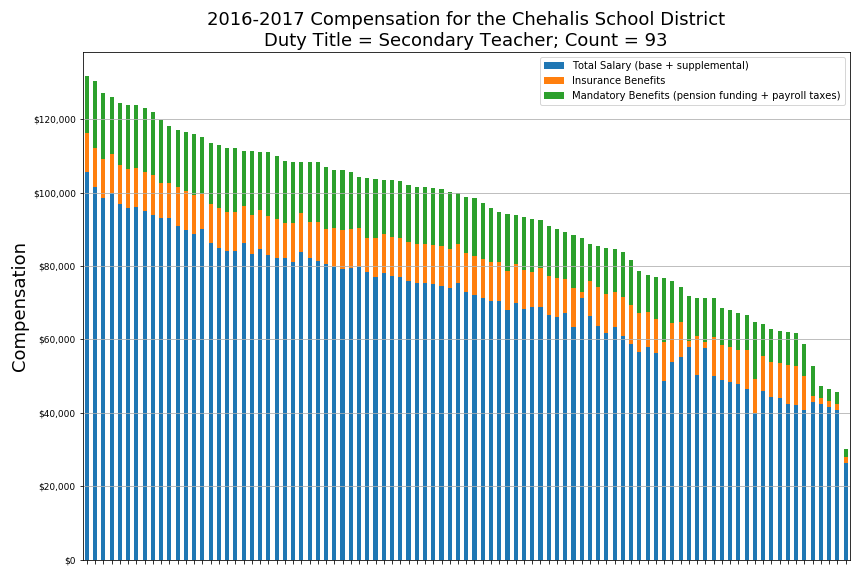 2016-2017 Compensation for the Chehalis School District
Duty Title = Secondary Teacher; Count = 93
Total Salary (base + supplemental)
Insurance Benefits
Mandatory Benefits (pension funding + payroll taxes)
Compensation
$120,000
$100,000
$80,000
$60,000
$40,000
$20,000
$0